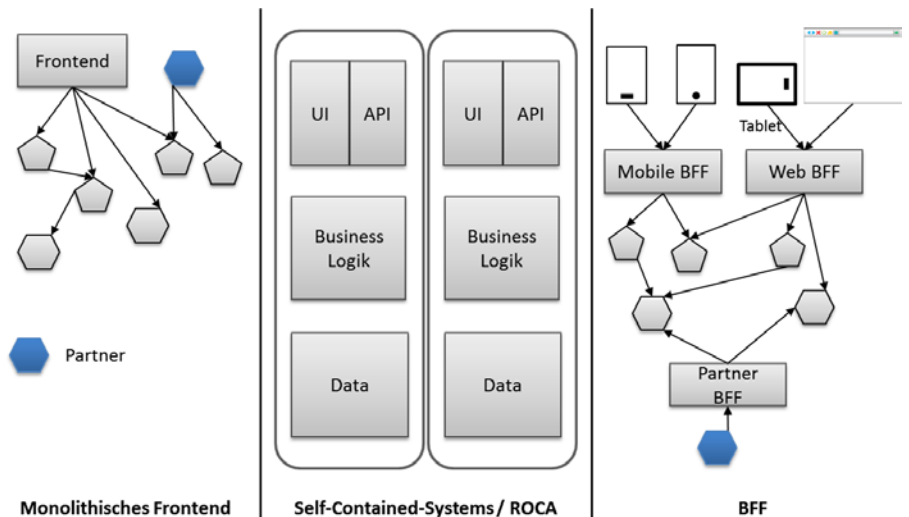 Frontend
Partner
Monolithisches Frontend
UI
API
Business
Logik
Data
UI
API
Business
Logik
Data
Self-Contained-Systems / ROCA
Tablet
Mobile BFF
Web BFF
Partner
BFF
BFF